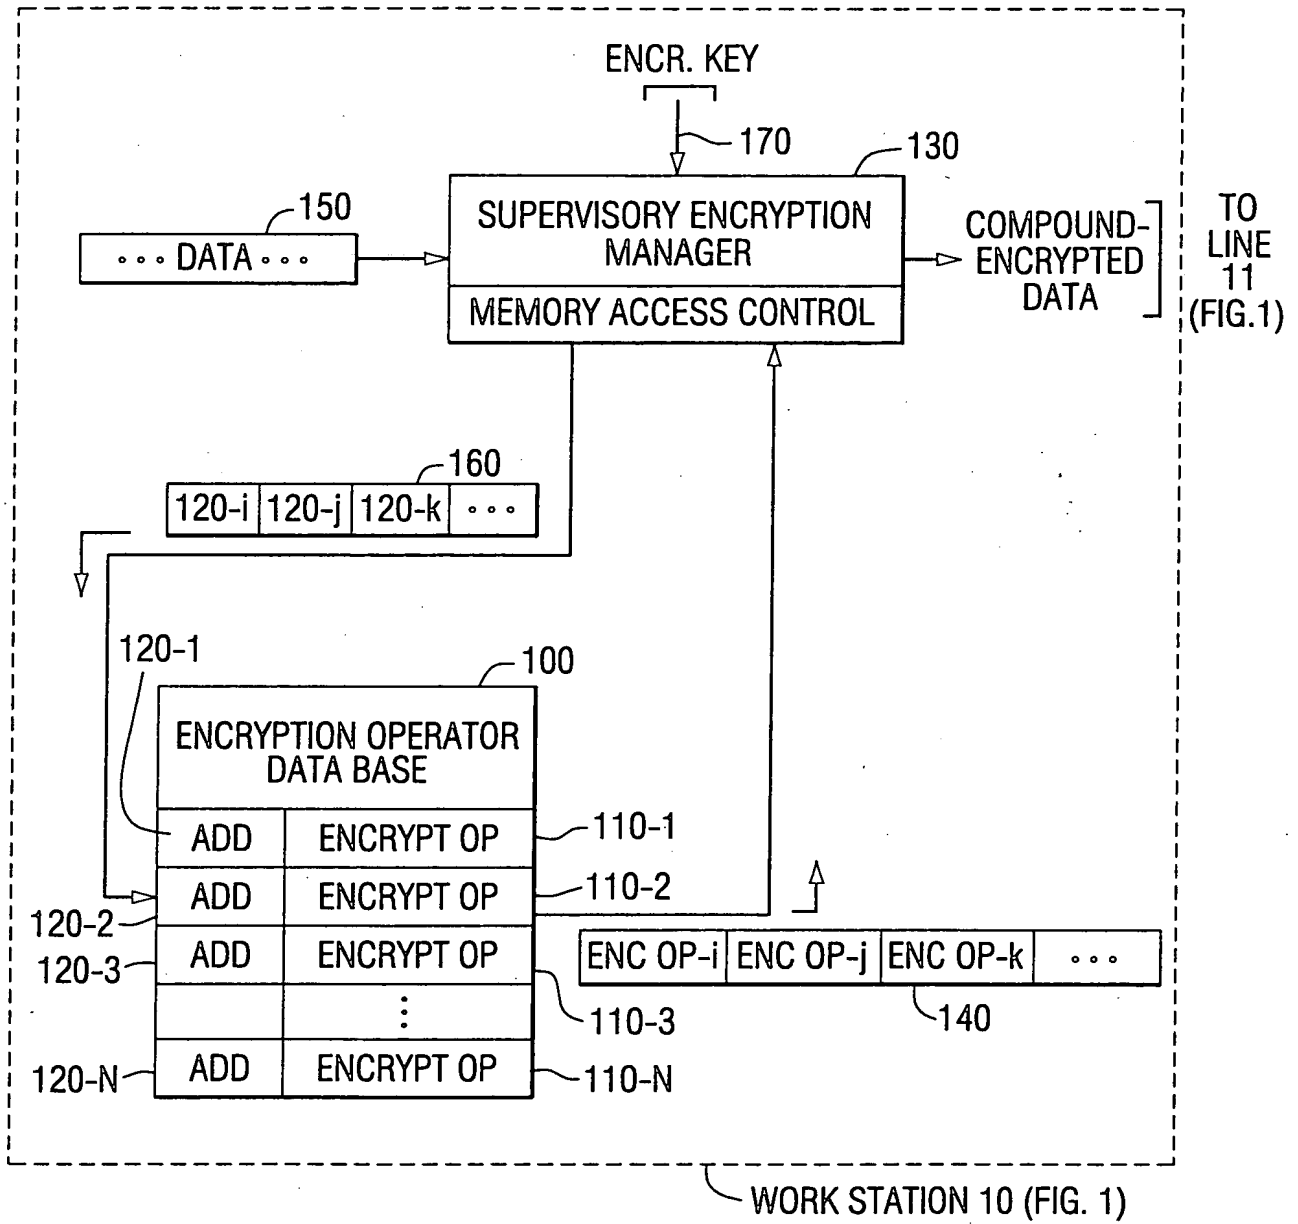 ENCR. KEY
170
130
150
∘∘∘ DATA ∘∘∘
SUPERVISORY ENCRYPTION
MANAGER
MEMORY ACCESS CONTROL
COMPOUND-
ENCRYPTED
DATA
TO
LINE
11
(FIG.1)
160
120-i 120-j 120-k ∘∘∘
120-1
100
ENCRYPTION OPERATOR
DATA BASE
ADD ENCRYPT OP 110-1
ADD ENCRYPT OP 110-2
120-2
ADD ENCRYPT OP
120-3
110-3
ENC OP-i ENC OP-j ENC OP-k ∘∘∘
140
120-N ADD ENCRYPT OP 110-N
WORK STATION 10 (FIG. 1)